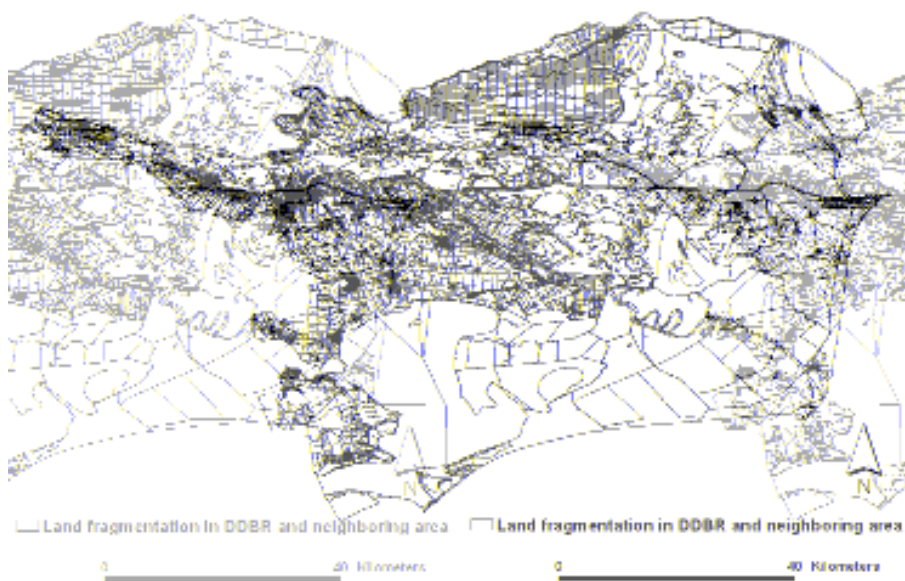 N N
Land fragmentation in DDBR and neighboring area Land fragmentation in DDBR and neighboring area
0 40 Kilometers 0 40 Kilometers